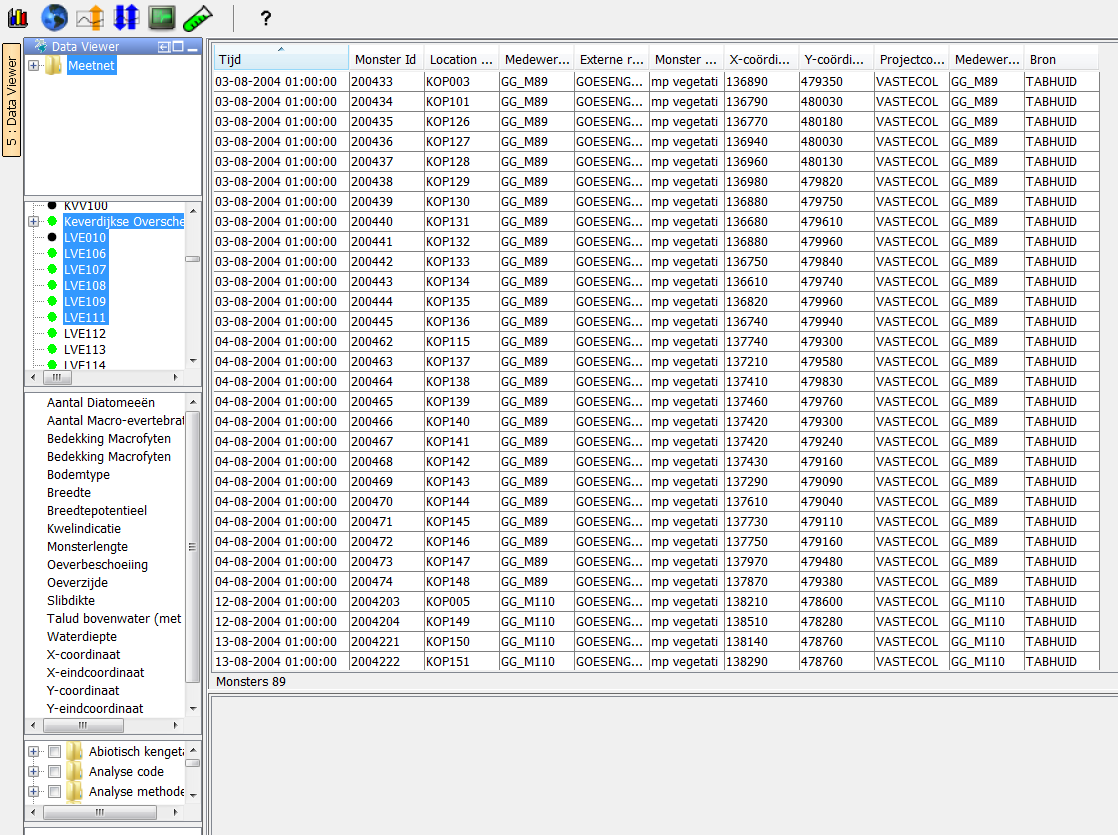 ?
5 : Data Viewer
Data Viewer
Meetnet
KVV100
Keverdijkse Oversche
LVE010
LVE106
LVE107
LVE108
LVE109
LVE111
LVE112
LVE113
LVE114
Aantal Diatomeeën
Aantal Macro-evertebrat
Bedekking Macrofyten
Bedekking Macrofyten
Bodemtype
Breedte
Breedtepotentieel
Kwelindicatie
Monsterlengte
Oeverbeschoeiing
Oeverzijde
Slibdikte
Talud bovenwater (met
Waterdiepte
X-coordinaat
X-eindcoordinaat
Y-coordinaat
Y-eindcoordinaat
Abiotisch kengeta
Analyse code
Analyse methode
Tijd Monster Id Location ... Medewer... Externe r... Monster ... X-coördi... Y-coördi... Projectco... Medewer... Bron
03-08-2004 01:00:00 200433 KOP003 GG_M89 GOESENG... mp vegetati 136890 479350 VASTECOL GG_M89 TABHUID
03-08-2004 01:00:00 200434 KOP101 GG_M89 GOESENG... mp vegetati 136790 480030 VASTECOL GG_M89 TABHUID
03-08-2004 01:00:00 200435 KOP126 GG_M89 GOESENG... mp vegetati 136770 480180 VASTECOL GG_M89 TABHUID
03-08-2004 01:00:00 200436 KOP127 GG_M89 GOESENG... mp vegetati 136940 480030 VASTECOL GG_M89 TABHUID
03-08-2004 01:00:00 200437 KOP128 GG_M89 GOESENG... mp vegetati 136960 480130 VASTECOL GG_M89 TABHUID
03-08-2004 01:00:00 200438 KOP129 GG_M89 GOESENG... mp vegetati 136980 479820 VASTECOL GG_M89 TABHUID
03-08-2004 01:00:00 200439 KOP130 GG_M89 GOESENG... mp vegetati 136880 479750 VASTECOL GG_M89 TABHUID
03-08-2004 01:00:00 200440 KOP131 GG_M89 GOESENG... mp vegetati 136680 479610 VASTECOL GG_M89 TABHUID
03-08-2004 01:00:00 200441 KOP132 GG_M89 GOESENG... mp vegetati 136880 479960 VASTECOL GG_M89 TABHUID
03-08-2004 01:00:00 200442 KOP133 GG_M89 GOESENG... mp vegetati 136750 479840 VASTECOL GG_M89 TABHUID
03-08-2004 01:00:00 200443 KOP134 GG_M89 GOESENG... mp vegetati 136610 479740 VASTECOL GG_M89 TABHUID
03-08-2004 01:00:00 200444 KOP135 GG_M89 GOESENG... mp vegetati 136820 479960 VASTECOL GG_M89 TABHUID
03-08-2004 01:00:00 200445 KOP136 GG_M89 GOESENG... mp vegetati 136740 479940 VASTECOL GG_M89 TABHUID
04-08-2004 01:00:00 200462 KOP115 GG_M89 GOESENG... mp vegetati 137740 479300 VASTECOL GG_M89 TABHUID
04-08-2004 01:00:00 200463 KOP137 GG_M89 GOESENG... mp vegetati 137210 479580 VASTECOL GG_M89 TABHUID
04-08-2004 01:00:00 200464 KOP138 GG_M89 GOESENG... mp vegetati 137410 479830 VASTECOL GG_M89 TABHUID
04-08-2004 01:00:00 200465 KOP139 GG_M89 GOESENG... mp vegetati 137460 479760 VASTECOL GG_M89 TABHUID
04-08-2004 01:00:00 200466 KOP140 GG_M89 GOESENG... mp vegetati 137420 479300 VASTECOL GG_M89 TABHUID
04-08-2004 01:00:00 200467 KOP141 GG_M89 GOESENG... mp vegetati 137420 479240 VASTECOL GG_M89 TABHUID
04-08-2004 01:00:00 200468 KOP142 GG_M89 GOESENG... mp vegetati 137430 479160 VASTECOL GG_M89 TABHUID
04-08-2004 01:00:00 200469 KOP143 GG_M89 GOESENG... mp vegetati 137290 479090 VASTECOL GG_M89 TABHUID
04-08-2004 01:00:00 200470 KOP144 GG_M89 GOESENG... mp vegetati 137610 479040 VASTECOL GG_M89 TABHUID
04-08-2004 01:00:00 200471 KOP145 GG_M89 GOESENG... mp vegetati 137730 479110 VASTECOL GG_M89 TABHUID
04-08-2004 01:00:00 200472 KOP146 GG_M89 GOESENG... mp vegetati 137750 479160 VASTECOL GG_M89 TABHUID
04-08-2004 01:00:00 200473 KOP147 GG_M89 GOESENG... mp vegetati 137970 479480 VASTECOL GG_M89 TABHUID
04-08-2004 01:00:00 200474 KOP148 GG_M89 GOESENG... mp vegetati 137870 479380 VASTECOL GG_M89 TABHUID
12-08-2004 01:00:00 2004203 KOP005 GG_M110 GOESENG... mp vegetati 138210 478600 VASTECOL GG_M110 TABHUID
12-08-2004 01:00:00 2004204 KOP149 GG_M110 GOESENG... mp vegetati 138510 478280 VASTECOL GG_M110 TABHUID
13-08-2004 01:00:00 2004221 KOP150 GG_M110 GOESENG... mp vegetati 138140 478760 VASTECOL GG_M110 TABHUID
13-08-2004 01:00:00 2004222 KOP151 GG_M110 GOESENG... mp vegetati 138290 478760 VASTECOL GG_M110 TABHUID
Monsters 89